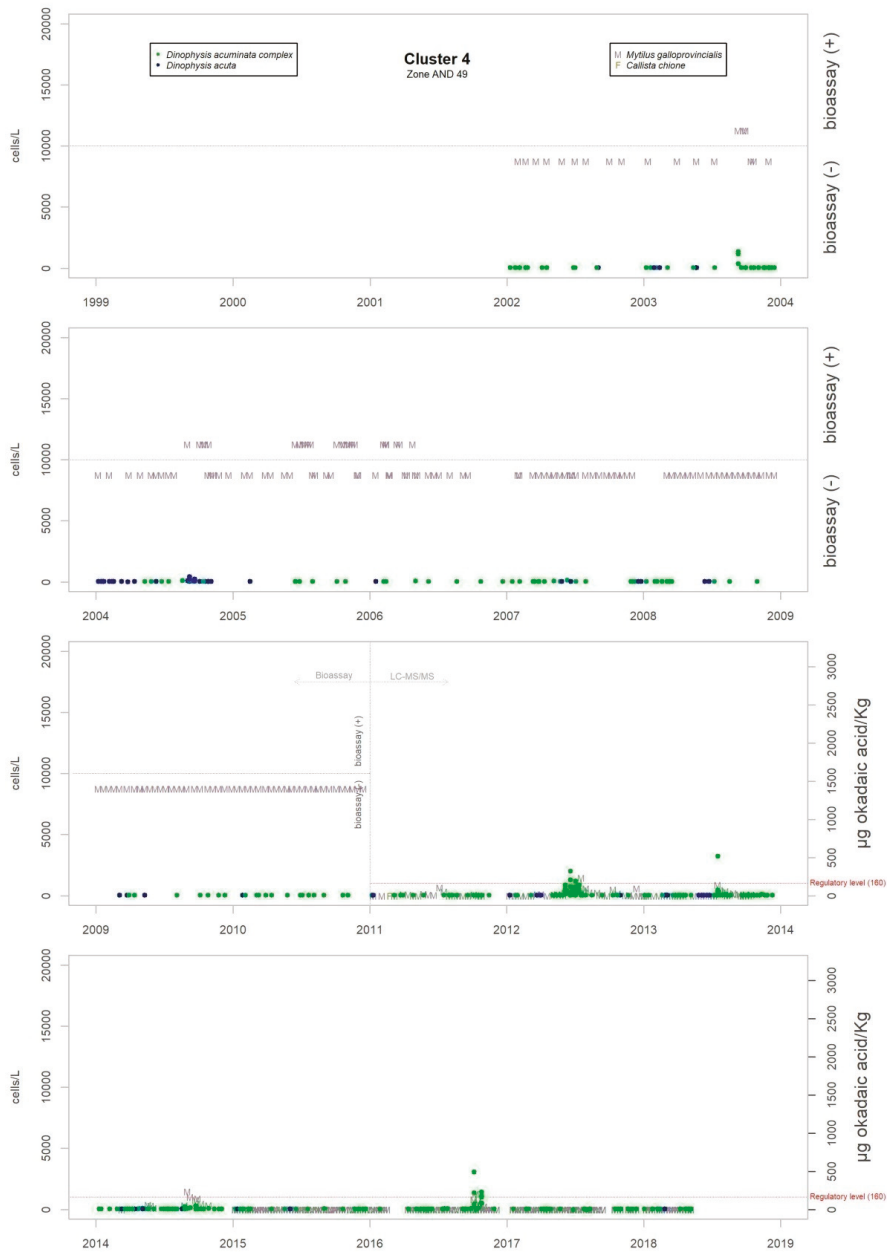 Cluster 4
Zone AND 49
Dinophysis acuminata complex
Dinophysis acuta
M Mytilus galloprovincialis
F Callista chione
cells/L
0 5000 10000 15000 20000
bioassay (+)
bioassay (-)
1999 2000 2001 2002 2003 2004
cells/L
0 5000 10000 15000 20000
bioassay (+)
bioassay (-)
2004 2005 2006 2007 2008 2009
cells/L
0 5000 10000 15000 20000
Bioassay
LC-MS/MS
bioassay (+)
bioassay (-)
0 500 1000 1500 2000 2500 3000
µg okadaic acid/Kg
Regulatory level (160)
2009 2010 2011 2012 2013 2014
cells/L
0 5000 10000 15000 20000
0 500 1000 1500 2000 2500 3000
µg okadaic acid/Kg
Regulatory level (160)
2014 2015 2016 2017 2018 2019